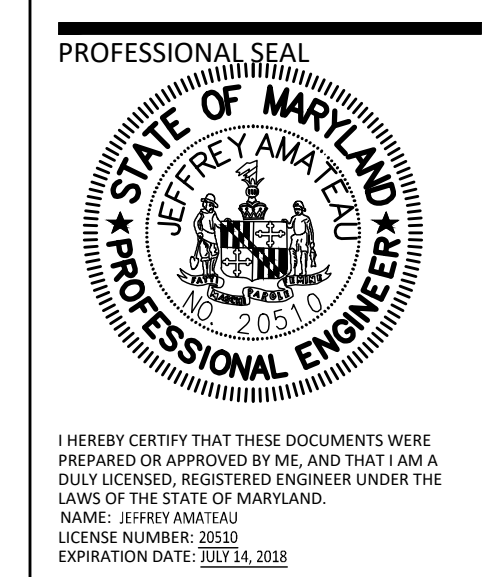 PROFESSIONAL SEAL
STATE OF MARYLAND
JEFFREY AMATEAU
FATTI MASCHII PAROLE FEMINE
NO. 20510
PROFESSIONAL ENGINEER
I HEREBY CERTIFY THAT THESE DOCUMENTS WERE
PREPARED OR APPROVED BY ME, AND THAT I AM A
DULY LICENSED, REGISTERED ENGINEER UNDER THE
LAWS OF THE STATE OF MARYLAND.
NAME: JEFFREY AMATEAU
LICENSE NUMBER: 20510
EXPIRATION DATE: JULY 14, 2018